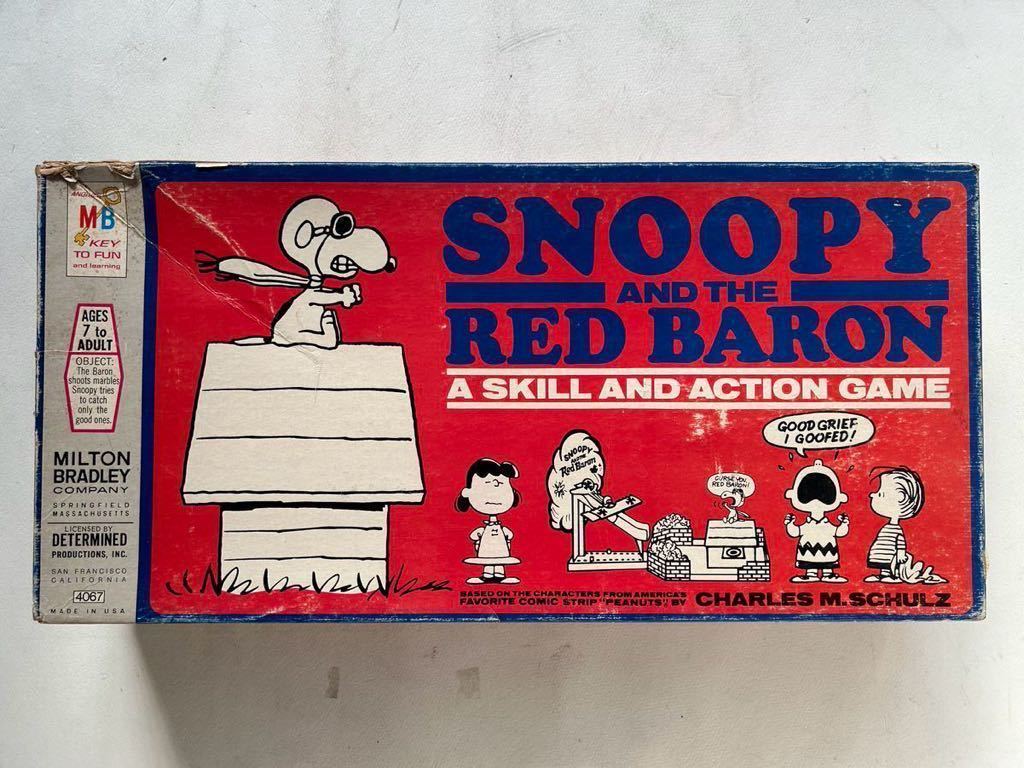 MB
KEY
TO FUN
and learning
AGES
7 to
ADULT
OBJECT:
The Baron
shoots marbles
Snoopy tries
to catch
only the
good ones.
MILTON
BRADLEY
COMPANY
SPRINGFIELD
MASSACHUSETTS
LICENSED BY
DETERMINED
PRODUCTIONS, INC.
SAN FRANCISCO
CALIFORNIA
4067
MADE IN USA
SNOOPY
AND THE
RED BARON
A SKILL AND ACTION GAME
GOOD GRIEF
I GOOFED!
SNOOPY
AND THE
Red Baron
CURSE YOU,
RED BARON!
BASED ON THE CHARACTERS FROM AMERICA'S
FAVORITE COMIC STRIP "PEANUTS" BY CHARLES M. SCHULZ